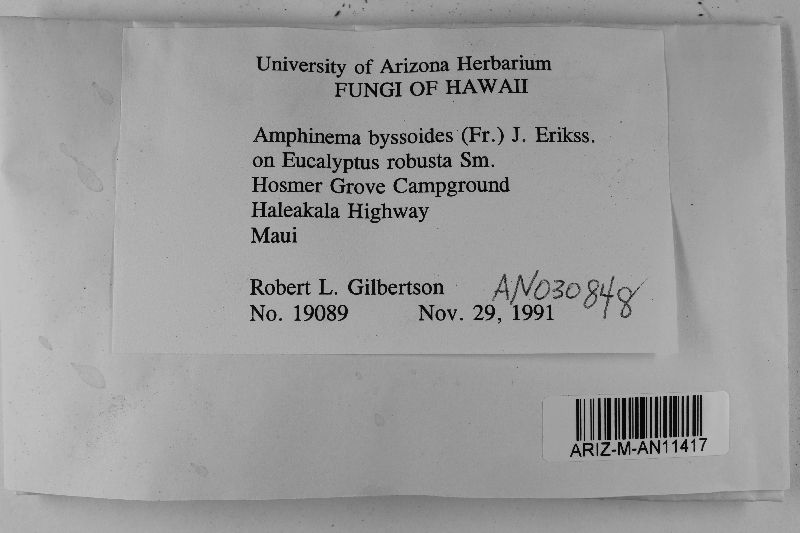 University of Arizona Herbarium
FUNGI OF HAWAII
Amphinema byssoides (Fr.) J. Erikss.
on Eucalyptus robusta Sm.
Hosmer Grove Campground
Haleakala Highway
Maui
Robert L. Gilbertson AN030848
No. 19089 Nov. 29, 1991
ARIZ-M-AN11417